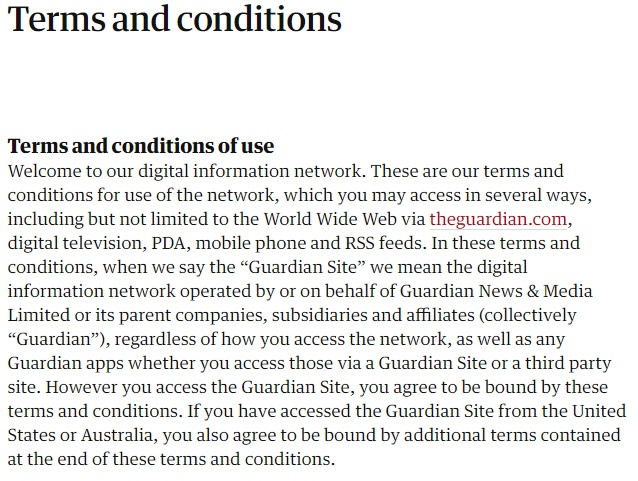 Terms and conditions
Terms and conditions of use
Welcome to our digital information network. These are our terms and
conditions for use of the network, which you may access in several ways,
including but not limited to the World Wide Web via theguardian.com,
digital television, PDA, mobile phone and RSS feeds. In these terms and
conditions, when we say the “Guardian Site” we mean the digital
information network operated by or on behalf of Guardian News & Media
Limited or its parent companies, subsidiaries and affiliates (collectively
“Guardian”), regardless of how you access the network, as well as any
Guardian apps whether you access those via a Guardian Site or a third party
site. However you access the Guardian Site, you agree to be bound by these
terms and conditions. If you have accessed the Guardian Site from the United
States or Australia, you also agree to be bound by additional terms contained
at the end of these terms and conditions.